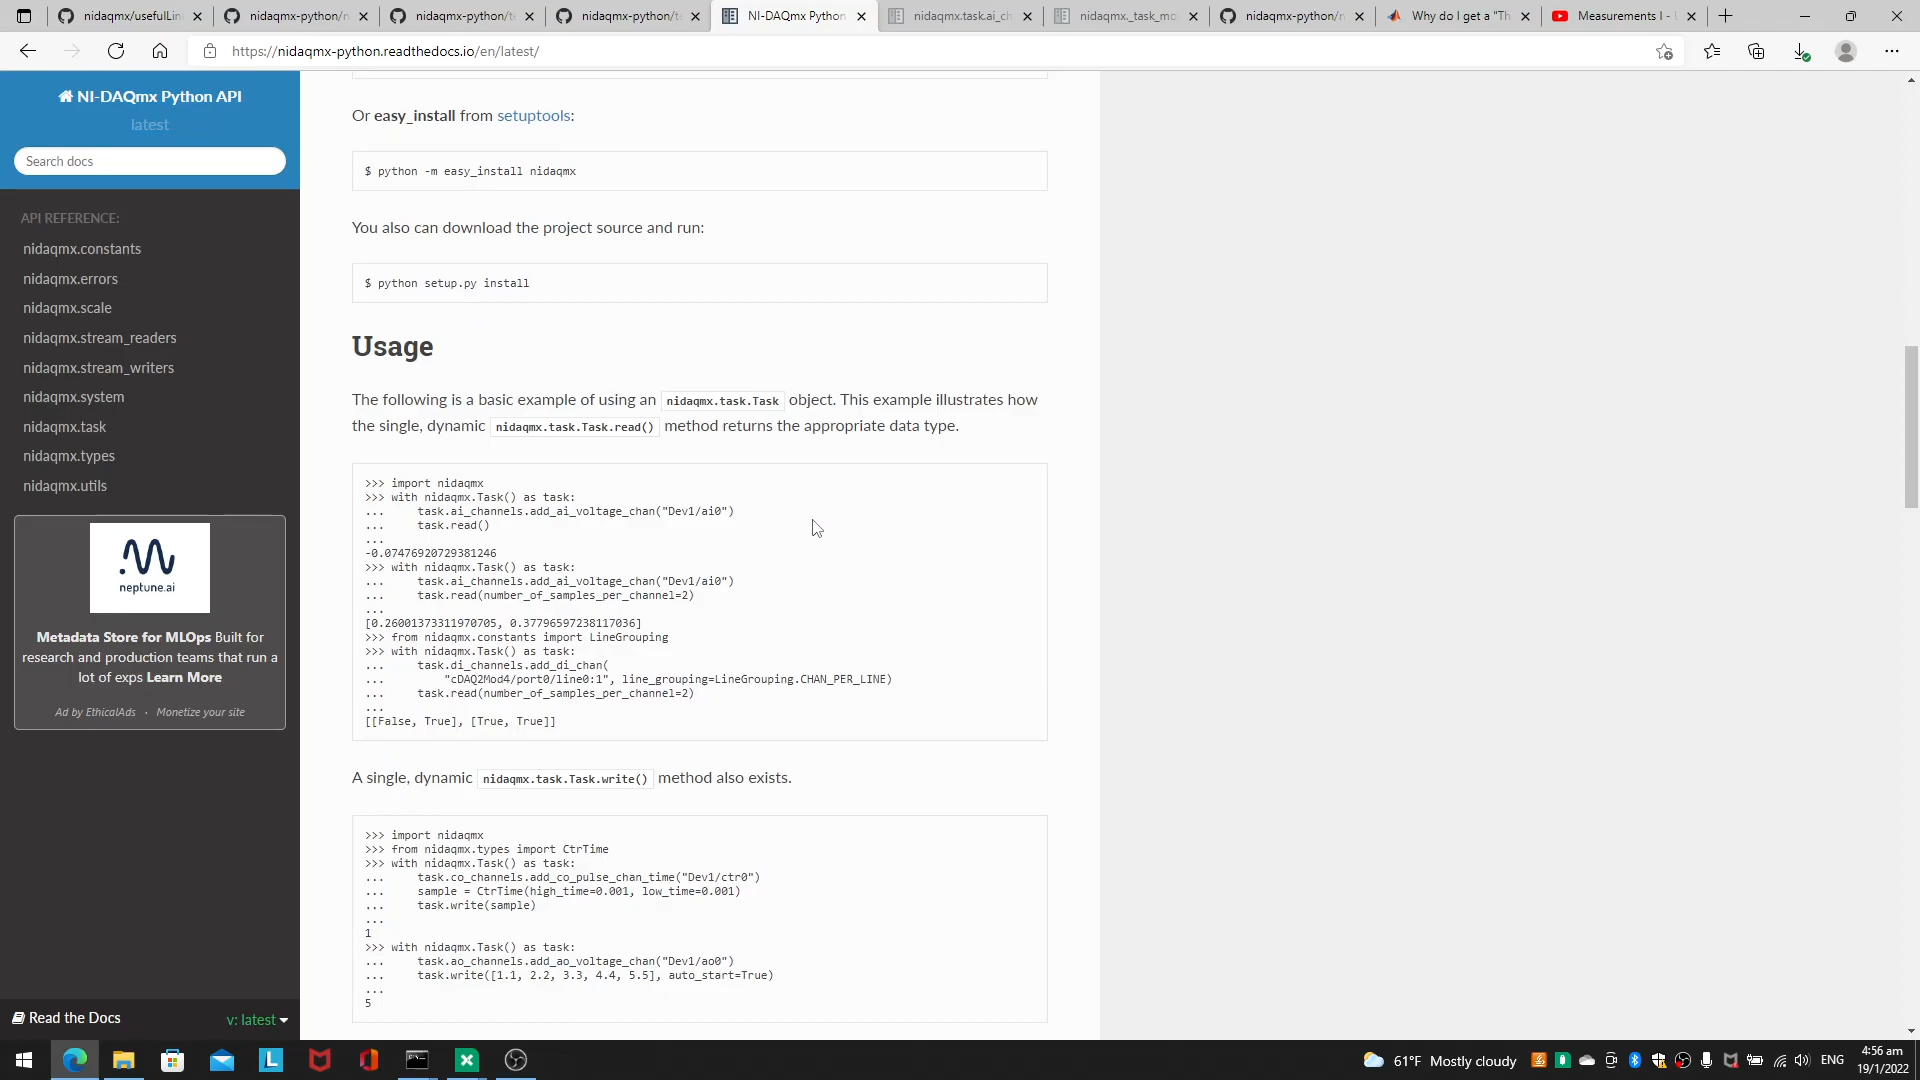 nidaqmx/usefulLin
nidaqmx-python/n
nidaqmx-python/te
nidaqmx-python/te
NI-DAQmx Python
nidaqmx.task.ai_ch
nidaqmx._task_mo
nidaqmx-python/n
Why do I get a "Th
Measurements I -
https://nidaqmx-python.readthedocs.io/en/latest/
NI-DAQmx Python API
latest
Search docs
API REFERENCE:
nidaqmx.constants
nidaqmx.errors
nidaqmx.scale
nidaqmx.stream_readers
nidaqmx.stream_writers
nidaqmx.system
nidaqmx.task
nidaqmx.types
nidaqmx.utils
neptune.ai
Metadata Store for MLOps Built for
research and production teams that run a
lot of exps Learn More
Ad by EthicalAds · Monetize your site
Read the Docs
v: latest
Or easy_install from setuptools:
$ python -m easy_install nidaqmx
You also can download the project source and run:
$ python setup.py install
Usage
The following is a basic example of using an nidaqmx.task.Task object. This example illustrates how
the single, dynamic nidaqmx.task.Task.read() method returns the appropriate data type.
>>> import nidaqmx
>>> with nidaqmx.Task() as task:
...     task.ai_channels.add_ai_voltage_chan("Dev1/ai0")
...     task.read()
...
-0.07476920729381246
>>> with nidaqmx.Task() as task:
...     task.ai_channels.add_ai_voltage_chan("Dev1/ai0")
...     task.read(number_of_samples_per_channel=2)
...
[0.26001373311970705, 0.37796597238117036]
>>> from nidaqmx.constants import LineGrouping
>>> with nidaqmx.Task() as task:
...     task.di_channels.add_di_chan(
...         "cDAQ2Mod4/port0/line0:1", line_grouping=LineGrouping.CHAN_PER_LINE)
...     task.read(number_of_samples_per_channel=2)
...
[[False, True], [True, True]]
A single, dynamic nidaqmx.task.Task.write() method also exists.
>>> import nidaqmx
>>> from nidaqmx.types import CtrTime
>>> with nidaqmx.Task() as task:
...     task.co_channels.add_co_pulse_chan_time("Dev1/ctr0")
...     sample = CtrTime(high_time=0.001, low_time=0.001)
...     task.write(sample)
...
1
>>> with nidaqmx.Task() as task:
...     task.ao_channels.add_ao_voltage_chan("Dev1/ao0")
...     task.write([1.1, 2.2, 3.3, 4.4, 5.5], auto_start=True)
...
5
61°F Mostly cloudy
ENG
4:56 am
19/1/2022